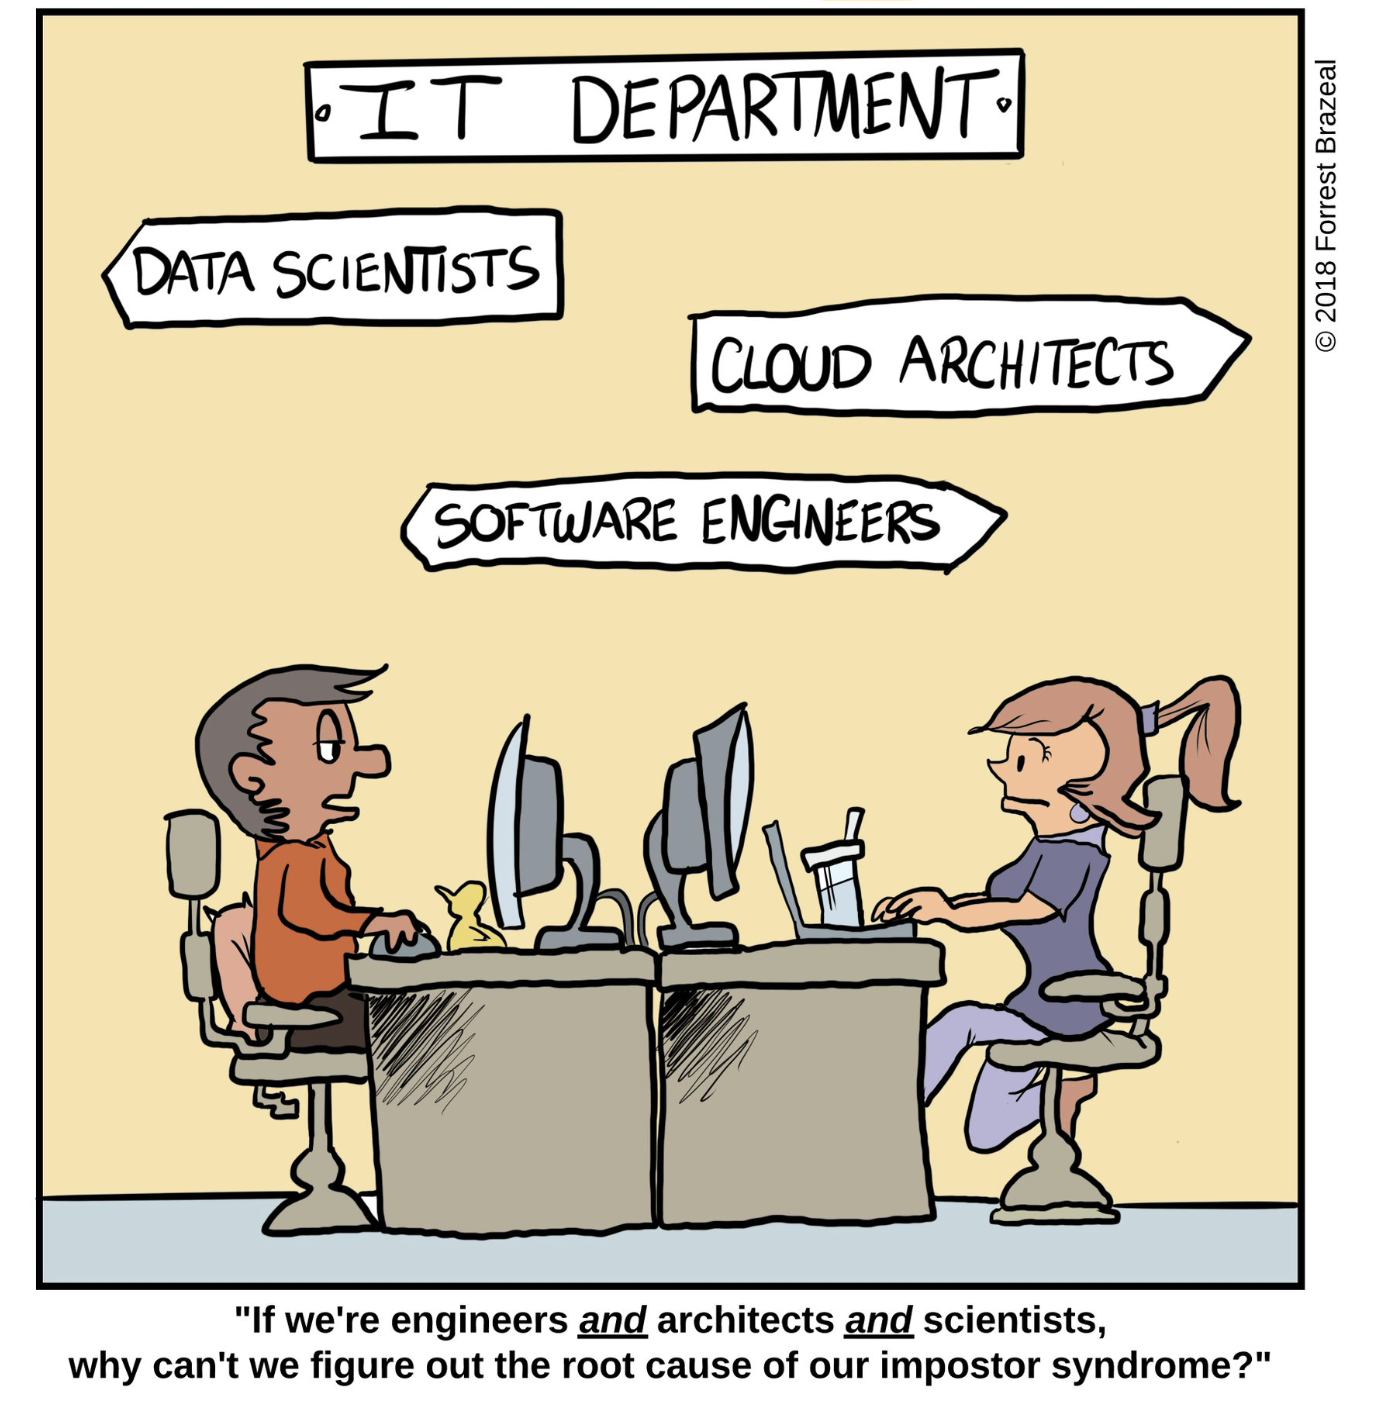 IT DEPARTMENT
DATA SCIENTISTS
CLOUD ARCHITECTS
SOFTWARE ENGINEERS
© 2018 Forrest Brazeal
"If we're engineers and architects and scientists,
why can't we figure out the root cause of our impostor syndrome?"